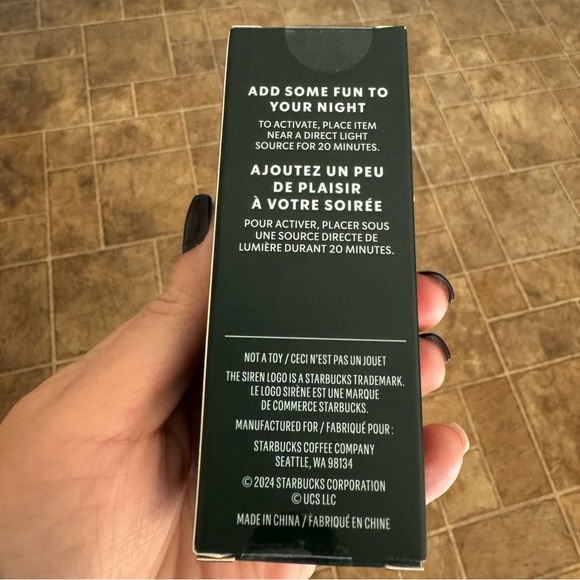 ADD SOME FUN TO
YOUR NIGHT
TO ACTIVATE, PLACE ITEM
NEAR A DIRECT LIGHT
SOURCE FOR 20 MINUTES.
AJOUTEZ UN PEU
DE PLAISIR
À VOTRE SOIRÉE
POUR ACTIVER, PLACER SOUS
UNE SOURCE DIRECTE DE
LUMIÈRE DURANT 20 MINUTES.
NOT A TOY / CECI N'EST PAS UN JOUET
THE SIREN LOGO IS A STARBUCKS TRADEMARK.
LE LOGO SIRÈNE EST UNE MARQUE
DE COMMERCE STARBUCKS.
MANUFACTURED FOR / FABRIQUÉ POUR :
STARBUCKS COFFEE COMPANY
SEATTLE, WA 98134
© 2024 STARBUCKS CORPORATION
© UCS LLC
MADE IN CHINA / FABRIQUÉ EN CHINE